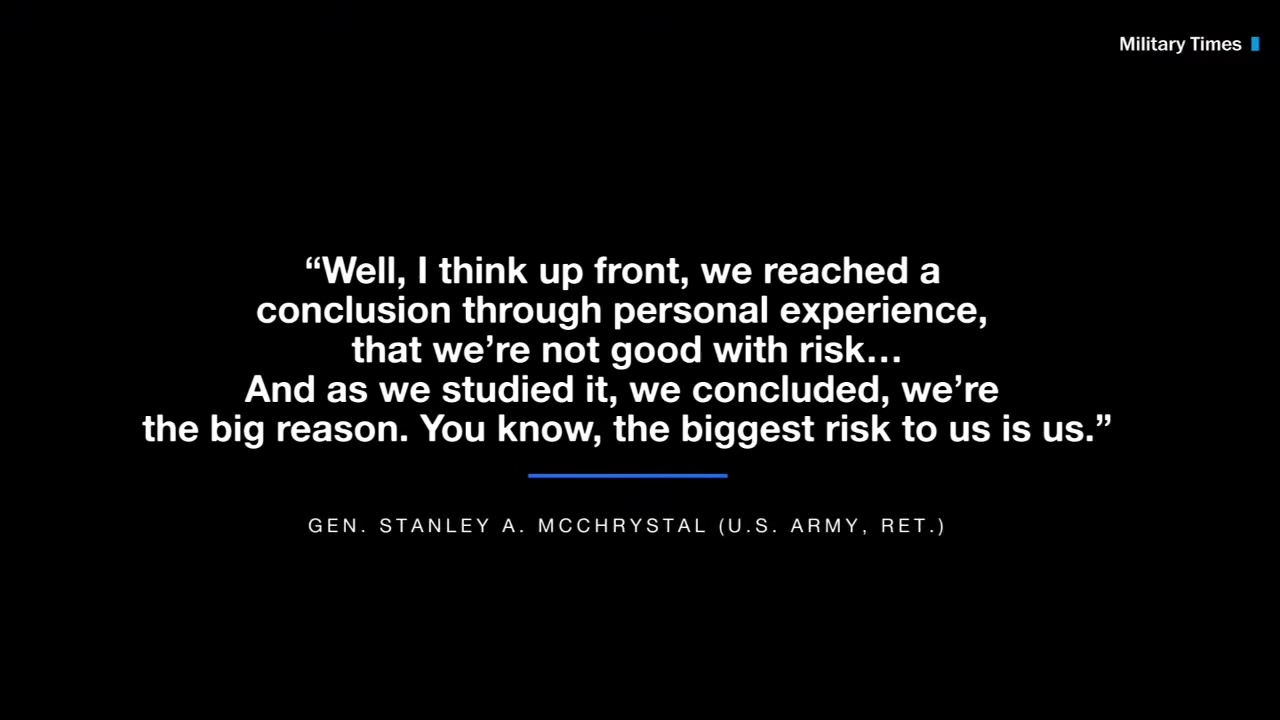 Military Times
“Well, I think up front, we reached a
conclusion through personal experience,
that we’re not good with risk…
And as we studied it, we concluded, we’re
the big reason. You know, the biggest risk to us is us.”
GEN. STANLEY A. MCCHRYSTAL (U.S. ARMY, RET.)